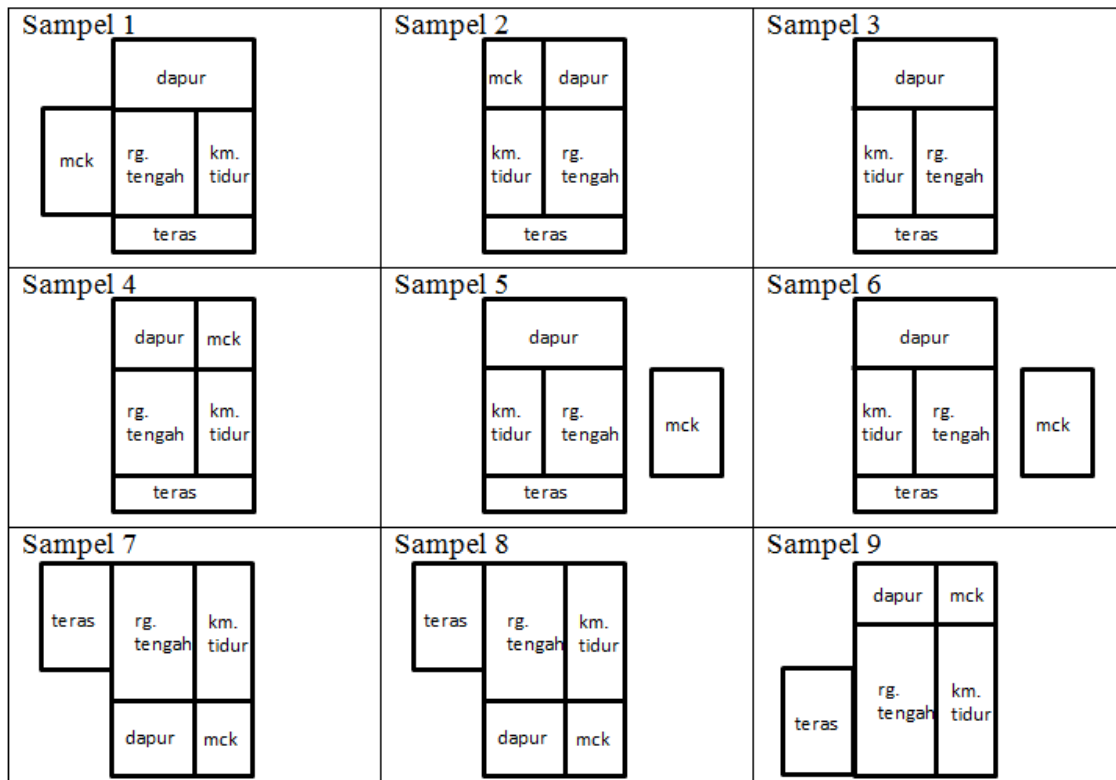 Sampel 1
dapur
mck
rg.
tengah
km.
tidur
teras
Sampel 2
mck
dapur
km.
tidur
rg.
tengah
teras
Sampel 3
dapur
km.
tidur
rg.
tengah
teras
Sampel 4
dapur
mck
rg.
tengah
km.
tidur
teras
Sampel 5
dapur
km.
tidur
rg.
tengah
mck
teras
Sampel 6
dapur
km.
tidur
rg.
tengah
mck
teras
Sampel 7
teras
rg.
tengah
km.
tidur
dapur
mck
Sampel 8
teras
rg.
tengah
km.
tidur
dapur
mck
Sampel 9
dapur
mck
rg.
tengah
km.
tidur
teras